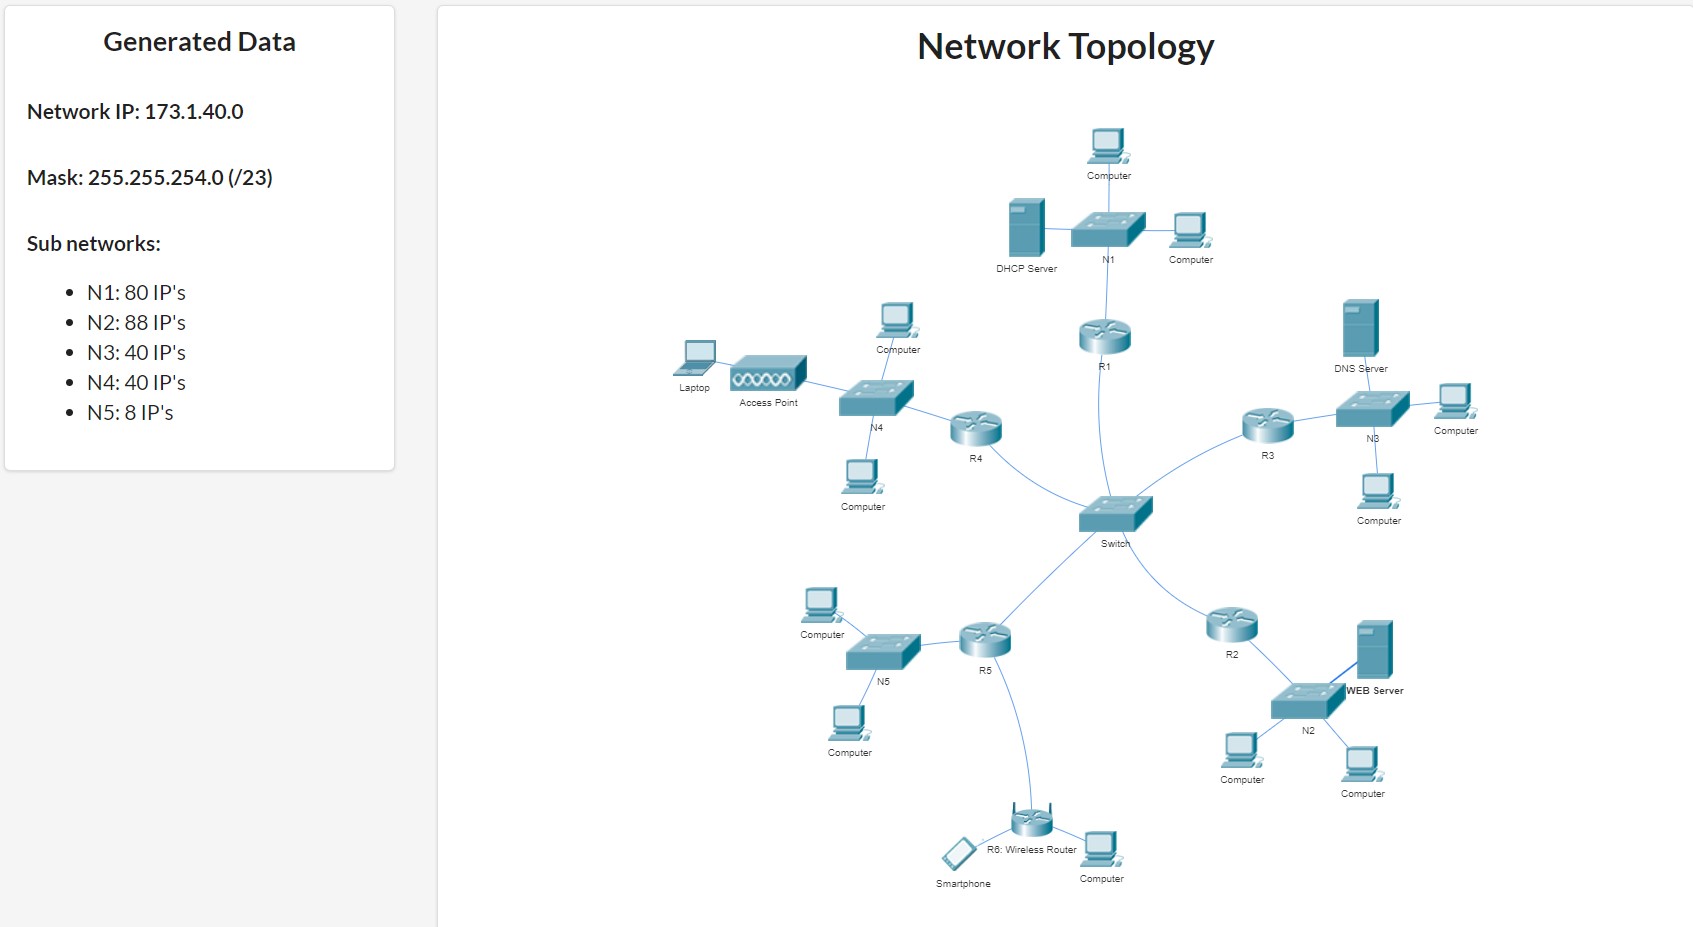 Generated Data
Network IP: 173.1.40.0
Mask: 255.255.254.0 (/23)
Sub networks:
N1: 80 IP's
N2: 88 IP's
N3: 40 IP's
N4: 40 IP's
N5: 8 IP's
Network Topology
Computer
DHCP Server
N1
Computer
R1
Computer
Laptop
Access Point
N4
R4
Computer
DNS Server
Computer
N3
R3
Computer
Switch
Computer
N5
R5
Computer
R2
WEB Server
N2
Computer
Computer
R6: Wireless Router
Smartphone
Computer